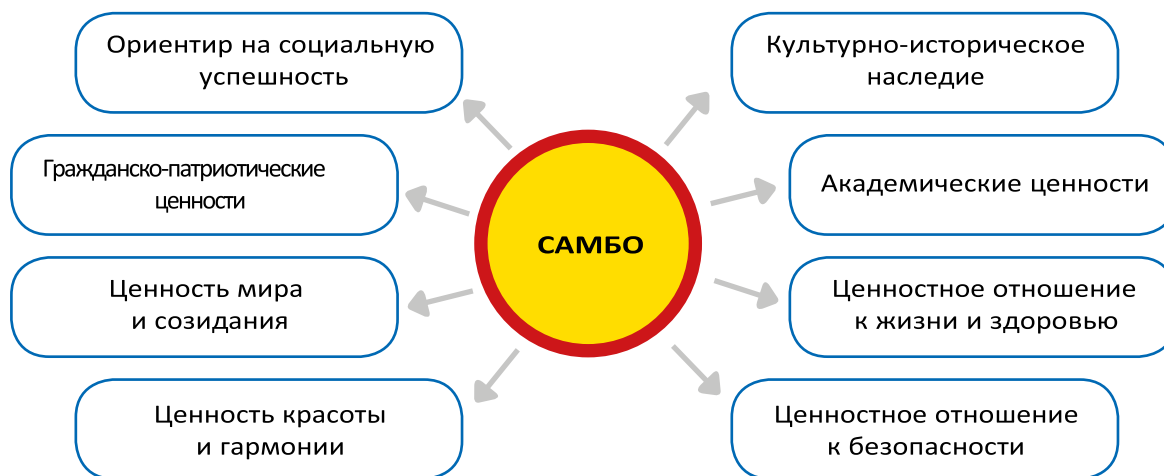 Ориентир на социальную
успешность
Культурно-историческое
наследие
Гражданско-патриотические
ценности
Академические ценности
САМБО
Ценность мира
и созидания
Ценностное отношение
к жизни и здоровью
Ценность красоты
и гармонии
Ценностное отношение
к безопасности